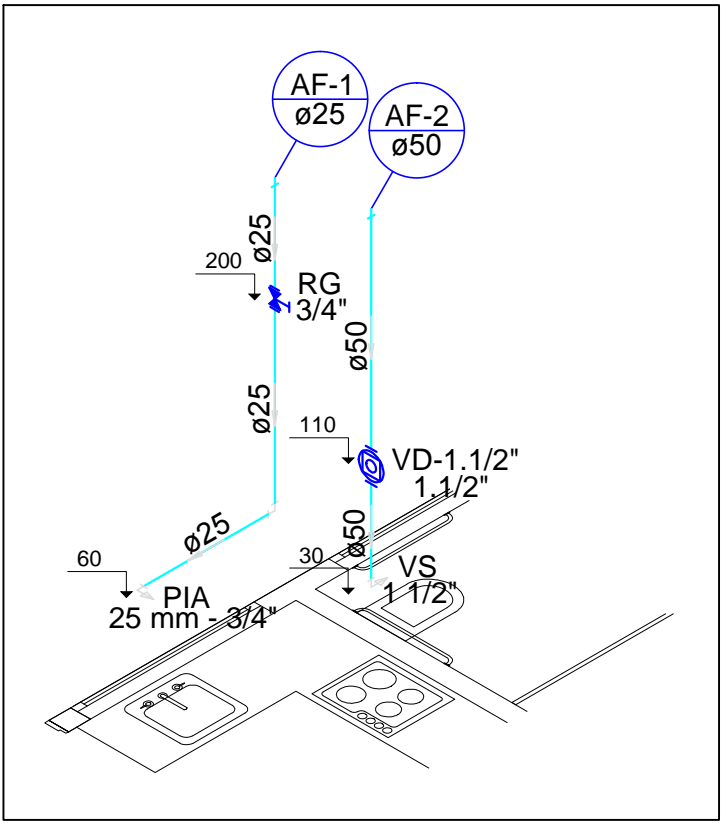 AF-1
ø25
AF-2
ø50
ø25
200
RG
3/4"
ø50
ø25
110
VD-1.1/2"
1.1/2"
ø25
ø50
60
30
VS
1 1/2"
PIA
25 mm - 3/4"